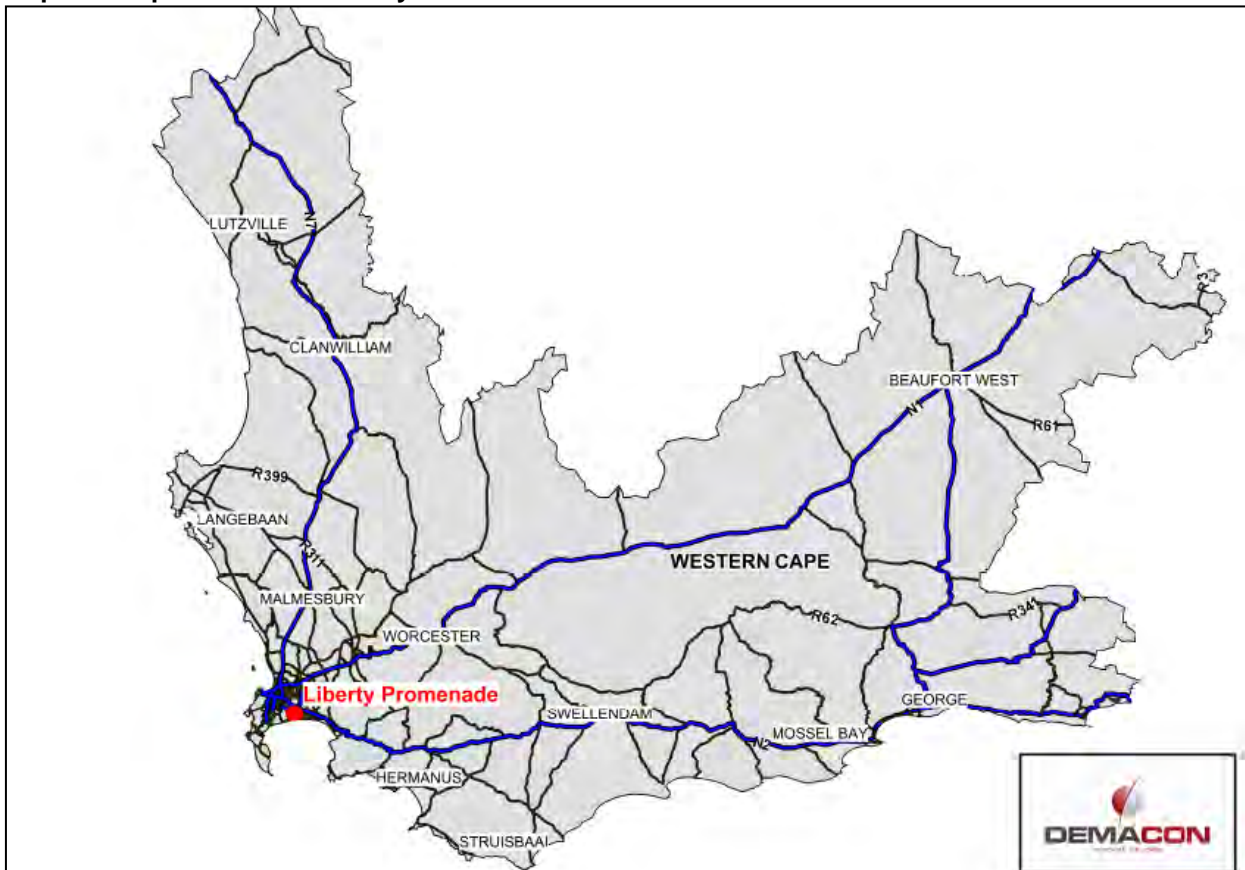 N7
LUTZVILLE
CLANWILLIAM
BEAUFORT WEST
N1
R61
R3
R399
LANGEBAAN
R311
WESTERN CAPE
MALMESBURY
R62
R341
WORCESTER
Liberty Promenade
SWELLENDAM
GEORGE
MOSSEL BAY
N2
HERMANUS
STRUISBAAI
DEMACON